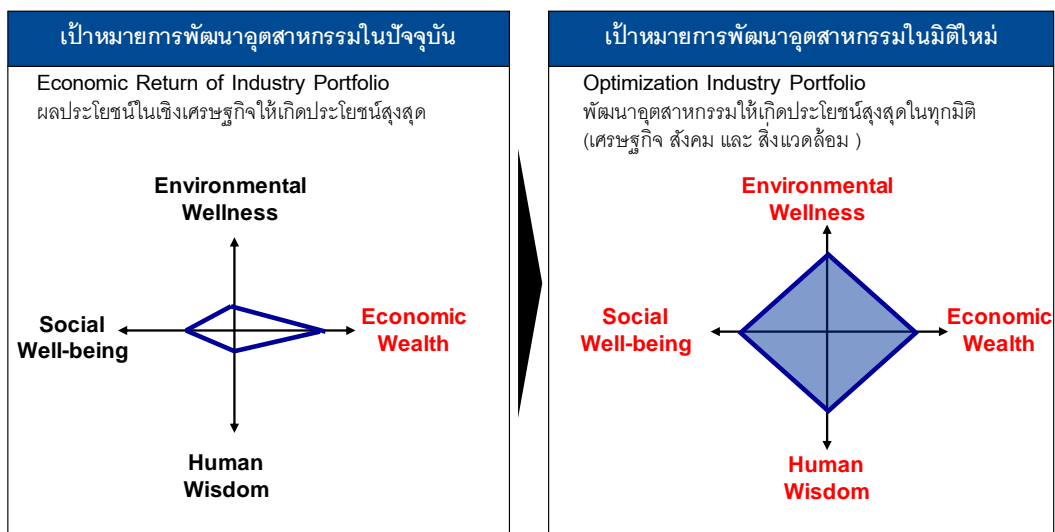 เป้าหมายการพัฒนาอุตสาหกรรมในปัจจุบัน
Economic Return of Industry Portfolio
ผลประโยชน์ในเชิงเศรษฐกิจให้เกิดประโยชน์สูงสุด
Environmental
Wellness
Social
Well-being
Economic
Wealth
Human
Wisdom
เป้าหมายการพัฒนาอุตสาหกรรมในมิติใหม่
Optimization Industry Portfolio
พัฒนาอุตสาหกรรมให้เกิดประโยชน์สูงสุดในทุกมิติ
(เศรษฐกิจ สังคม และ สิ่งแวดล้อม )
Environmental
Wellness
Social
Well-being
Economic
Wealth
Human
Wisdom